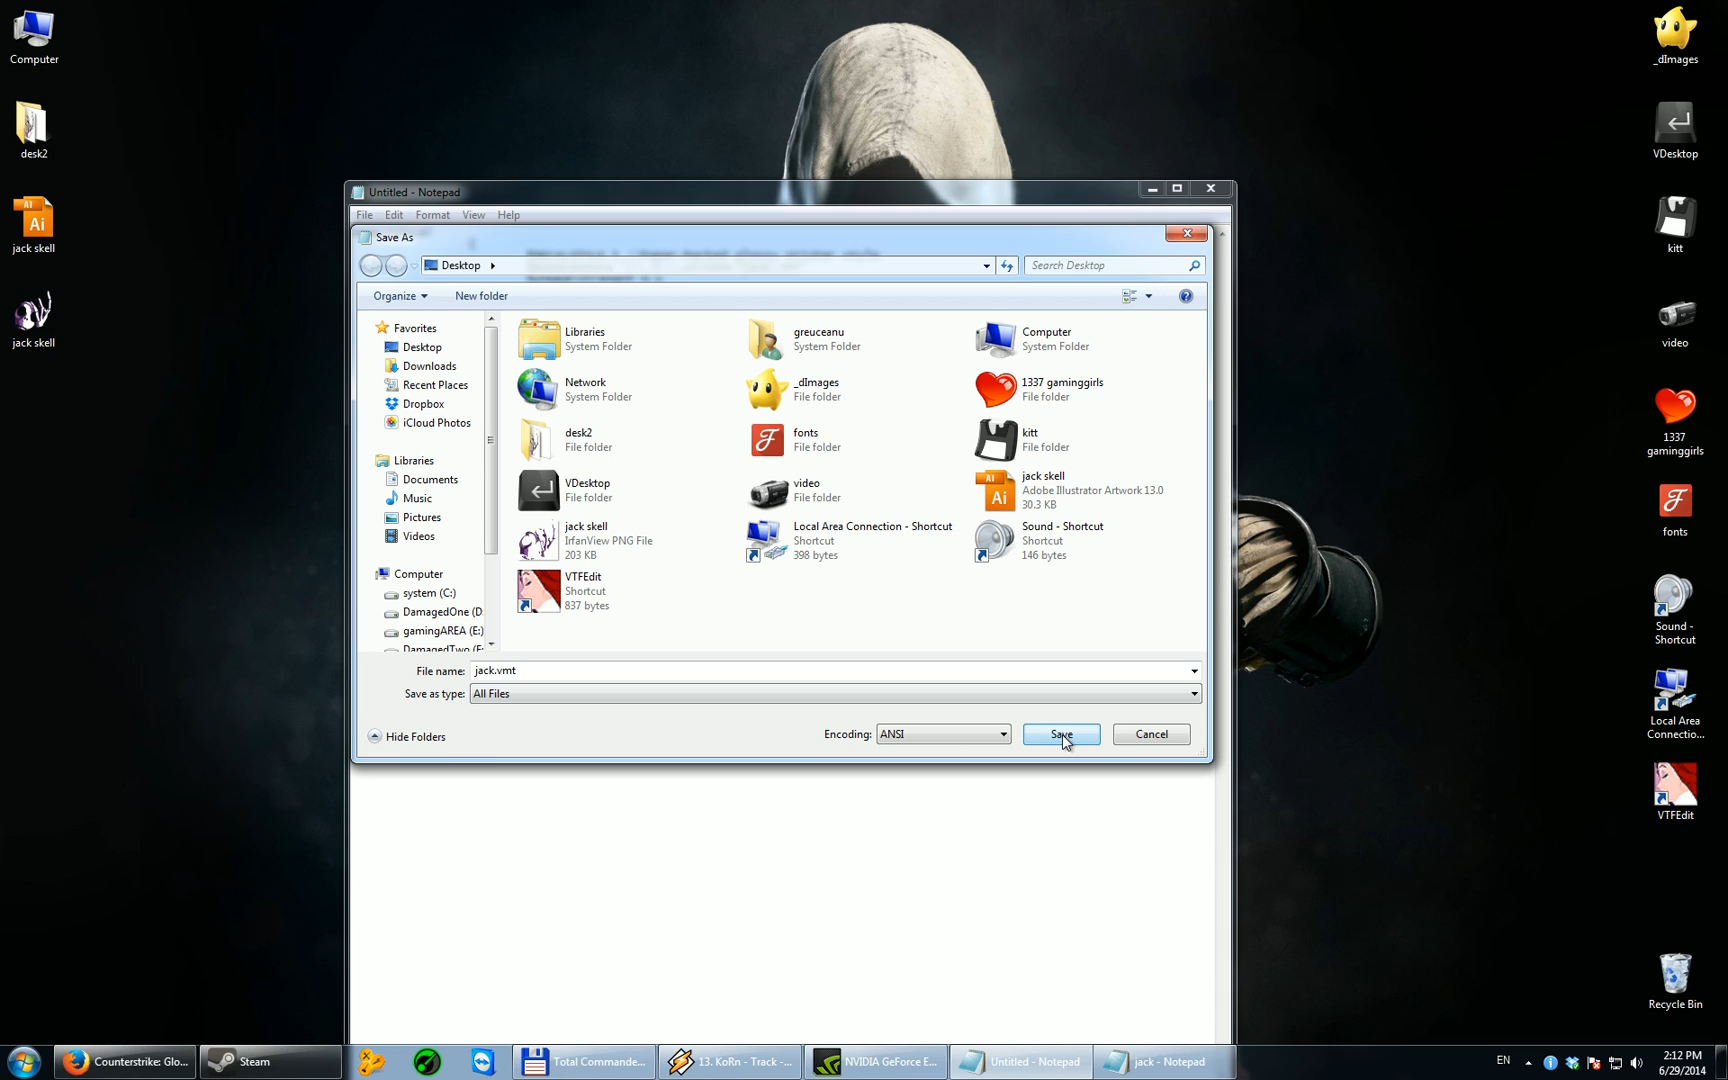 Computer
desk2
Ai
jack skell
jack skell
_dImages
VDesktop
kitt
video
1337
gaminggirls
fonts
Sound -
Shortcut
Local Area
Connectio...
VTFEdit
Recycle Bin
Untitled - Notepad
File Edit Format View Help
Save As
Desktop
Search Desktop
Organize New folder
Favorites
Desktop
Downloads
Recent Places
Dropbox
iCloud Photos
Libraries
Documents
Music
Pictures
Videos
Computer
system (C:)
DamagedOne (D:
gamingAREA (E:)
DamagedTwo (F:
Libraries
System Folder
greuceanu
System Folder
Computer
System Folder
Network
System Folder
_dImages
File folder
1337 gaminggirls
File folder
desk2
File folder
fonts
File folder
kitt
File folder
VDesktop
File folder
video
File folder
Ai
jack skell
Adobe Illustrator Artwork 13.0
30.3 KB
jack skell
IrfanView PNG File
203 KB
Local Area Connection - Shortcut
Shortcut
398 bytes
Sound - Shortcut
Shortcut
146 bytes
VTFEdit
Shortcut
837 bytes
File name: jack.vmt
Save as type: All Files
Hide Folders
Encoding: ANSI
Save
Cancel
Counterstrike: Glo...
Steam
Total Commande...
13. KoRn - Track -...
NVIDIA GeForce E...
Untitled - Notepad
jack - Notepad
EN
2:12 PM
6/29/2014